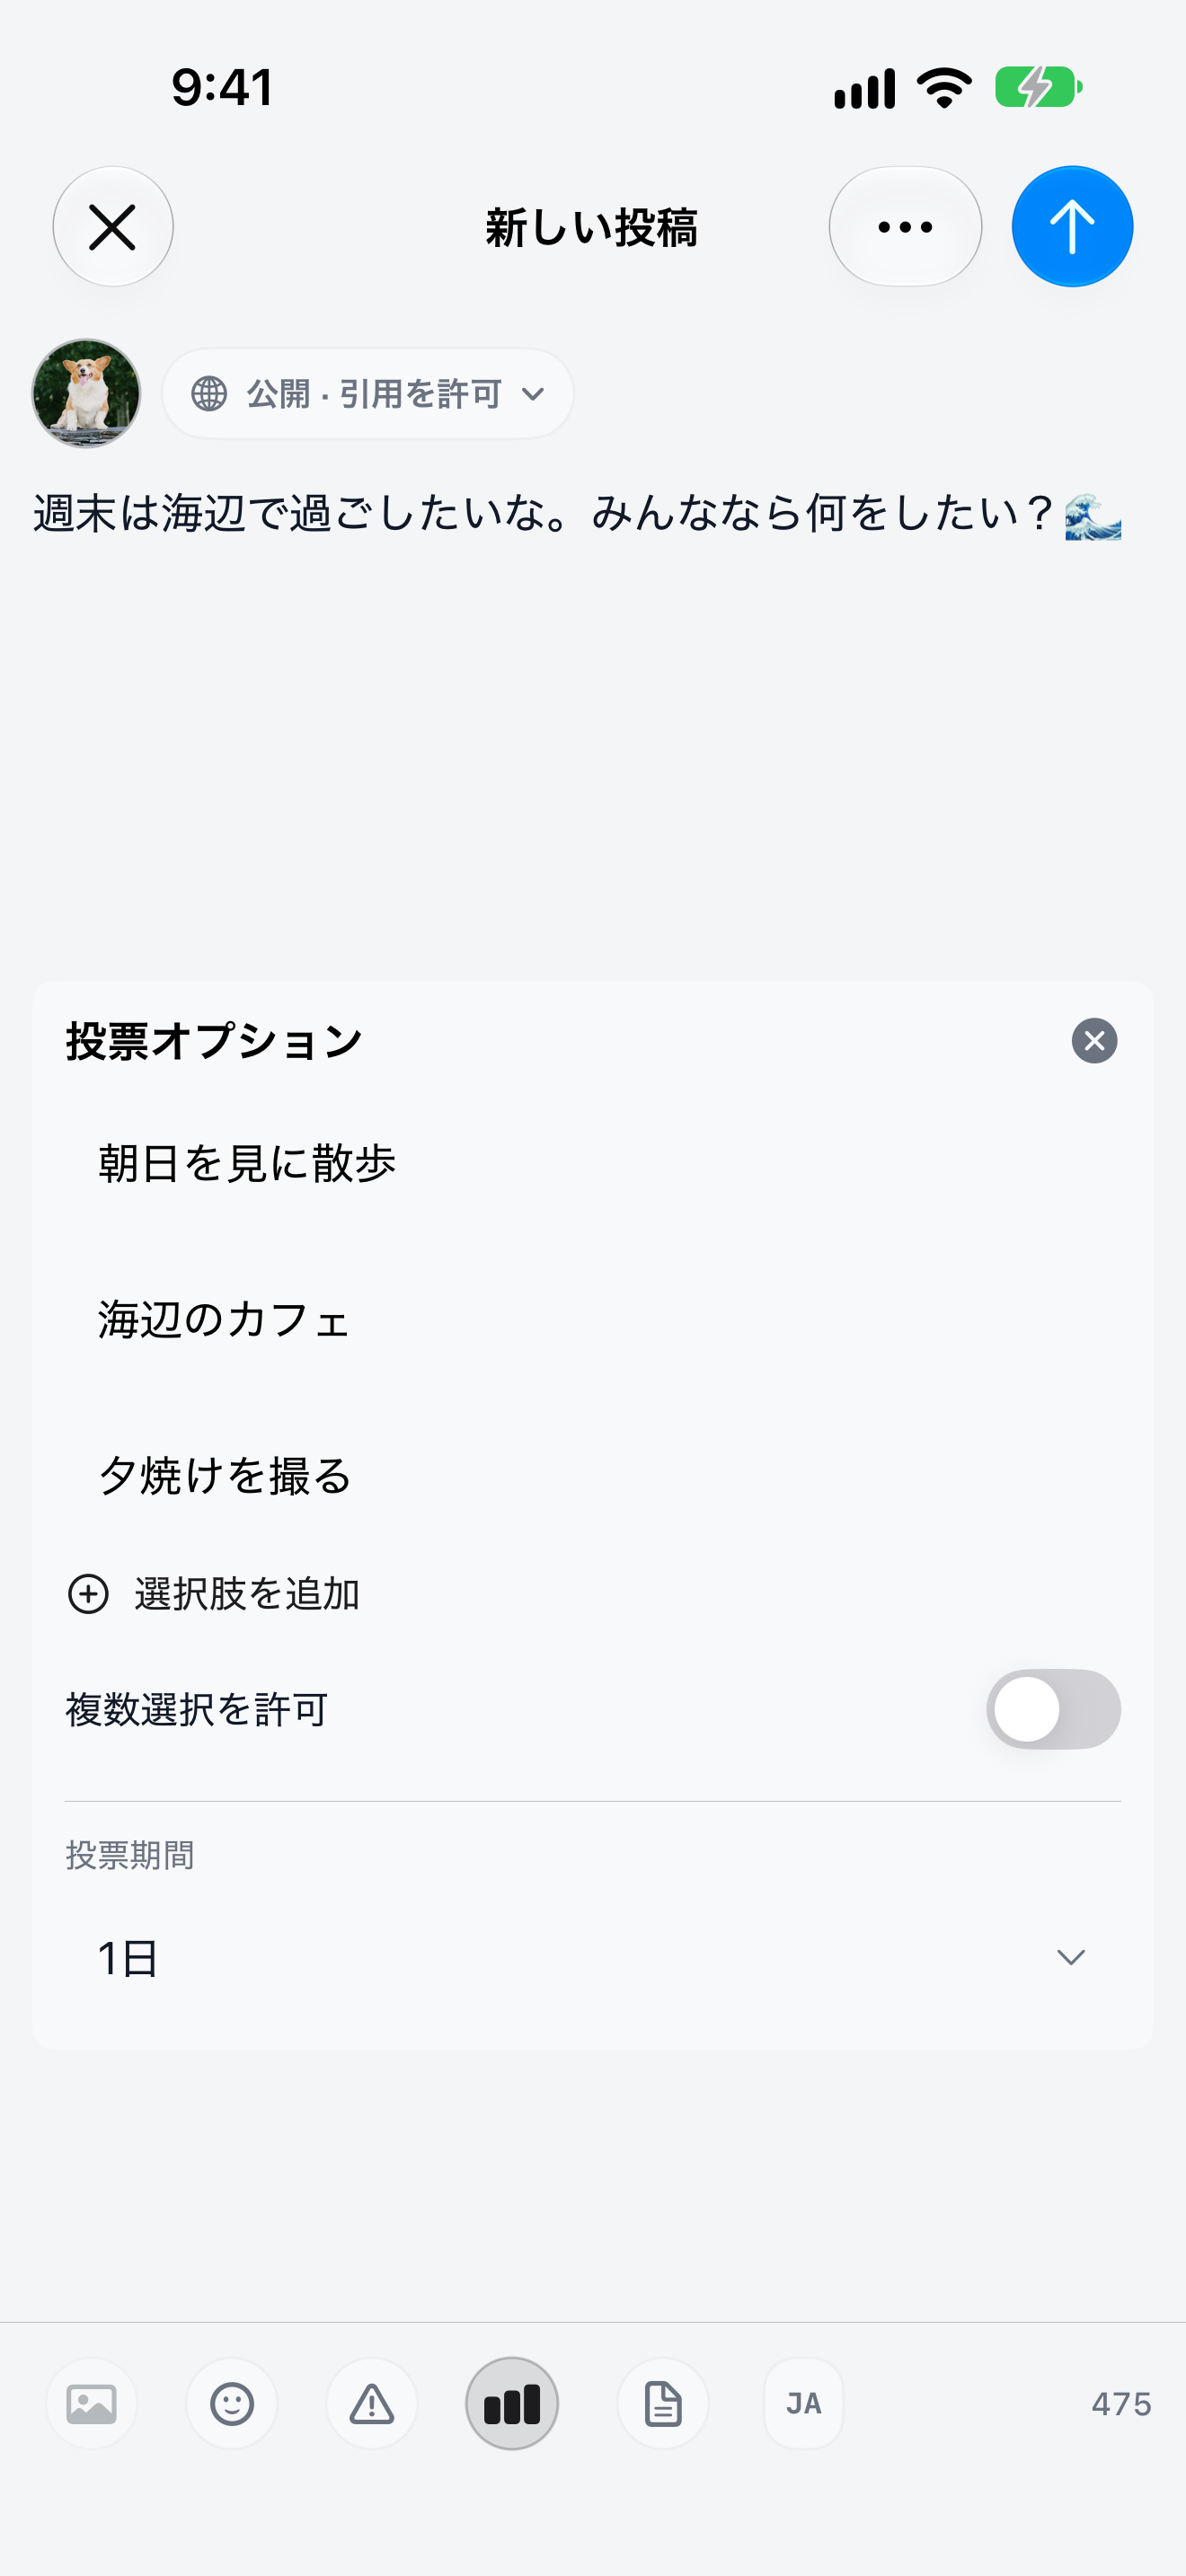 9:41
新しい投稿
公開 · 引用を許可
週末は海辺で過ごしたいな。みんななら何をしたい？🌊
投票オプション
朝日を見に散歩
海辺のカフェ
夕焼けを撮る
選択肢を追加
複数選択を許可
投票期間
1日
JA
475